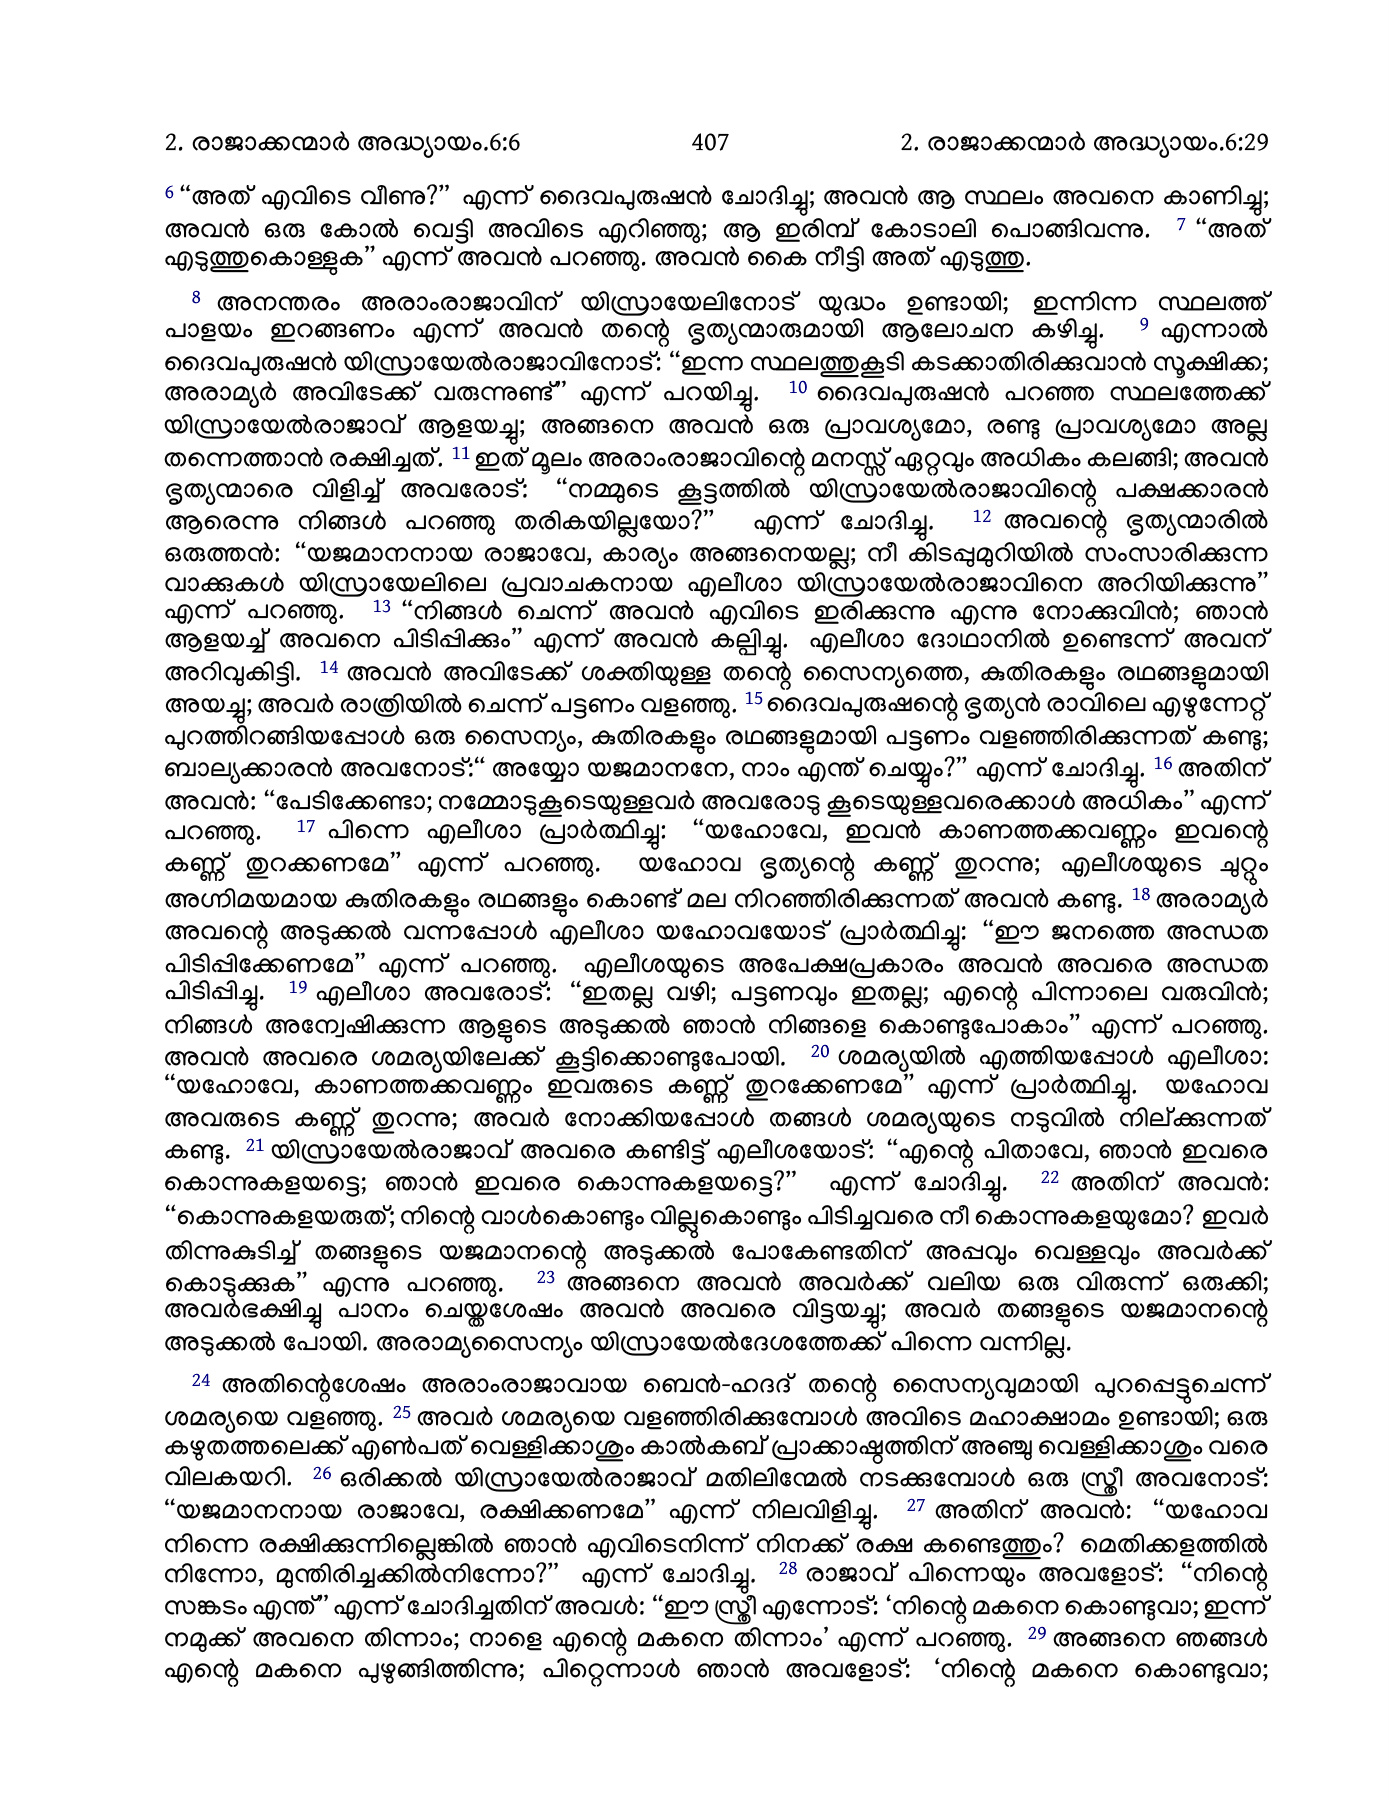 2. രാജാക്കന്മാർ അദ്ധ്യായം.6:6 407 2. രാജാക്കന്മാർ അദ്ധ്യായം.6:29
6 “അത് എവിടെ വീണു?” എന്ന് ദൈവപുരുഷൻ ചോദിച്ചു; അവൻ ആ സ്ഥലം അവനെ കാണിച്ചു;
അവൻ ഒരു കോൽ വെട്ടി അവിടെ എറിഞ്ഞു; ആ ഇരിമ്പ് കോടാലി പൊങ്ങിവന്നു. 7 “അത്
എടുത്തുകൊള്ളുക” എന്ന് അവൻ പറഞ്ഞു. അവൻ കൈ നീട്ടി അത് എടുത്തു.
8 അനന്തരം അരാംരാജാവിന് യിസ്രായേലിനോട് യുദ്ധം ഉണ്ടായി; ഇന്നിന്ന സ്ഥലത്ത്
പാളയം ഇറങ്ങണം എന്ന് അവൻ തന്റെ ഭൃത്യന്മാരുമായി ആലോചന കഴിച്ചു. 9 എന്നാൽ
ദൈവപുരുഷൻ യിസ്രായേൽരാജാവിനോട്: “ഇന്ന സ്ഥലത്തുകൂടി കടക്കാതിരിക്കുവാൻ സൂക്ഷിക്ക;
അരാമ്യർ അവിടേക്ക് വരുന്നുണ്ട്” എന്ന് പറയിച്ചു. 10 ദൈവപുരുഷൻ പറഞ്ഞ സ്ഥലത്തേക്ക്
യിസ്രായേൽരാജാവ് ആളയച്ചു; അങ്ങനെ അവൻ ഒരു പ്രാവശ്യമോ, രണ്ടു പ്രാവശ്യമോ അല്ല
തന്നെത്താൻ രക്ഷിച്ചത്. 11 ഇത് മൂലം അരാംരാജാവിന്റെ മനസ്സ് ഏറ്റവും അധികം കലങ്ങി; അവൻ
ഭൃത്യന്മാരെ വിളിച്ച് അവരോട്: “നമ്മുടെ കൂട്ടത്തിൽ യിസ്രായേൽരാജാവിന്റെ പക്ഷക്കാരൻ
ആരെന്നു നിങ്ങൾ പറഞ്ഞു തരികയില്ലയോ?” എന്ന് ചോദിച്ചു. 12 അവന്റെ ഭൃത്യന്മാരിൽ
ഒരുത്തൻ: “യജമാനനായ രാജാവേ, കാര്യം അങ്ങനെയല്ല; നീ കിടപ്പുമുറിയിൽ സംസാരിക്കുന്ന
വാക്കുകൾ യിസ്രായേലിലെ പ്രവാചകനായ എലീശാ യിസ്രായേൽരാജാവിനെ അറിയിക്കുന്നു”
എന്ന് പറഞ്ഞു. 13 “നിങ്ങൾ ചെന്ന് അവൻ എവിടെ ഇരിക്കുന്നു എന്നു നോക്കുവിൻ; ഞാൻ
ആളയച്ച് അവനെ പിടിപ്പിക്കും” എന്ന് അവൻ കല്പിച്ചു. എലീശാ ദോഥാനിൽ ഉണ്ടെന്ന് അവന്
അറിവുകിട്ടി. 14 അവൻ അവിടേക്ക് ശക്തിയുള്ള തന്റെ സൈന്യത്തെ, കുതിരകളും രഥങ്ങളുമായി
അയച്ചു; അവർ രാത്രിയിൽ ചെന്ന് പട്ടണം വളഞ്ഞു. 15 ദൈവപുരുഷന്റെ ഭൃത്യൻ രാവിലെ എഴുന്നേറ്റ്
പുറത്തിറങ്ങിയപ്പോൾ ഒരു സൈന്യം, കുതിരകളും രഥങ്ങളുമായി പട്ടണം വളഞ്ഞിരിക്കുന്നത് കണ്ടു;
ബാല്യക്കാരൻ അവനോട്:“ അയ്യോ യജമാനനേ, നാം എന്ത് ചെയ്യും?” എന്ന് ചോദിച്ചു. 16 അതിന്
അവൻ: “പേടിക്കേണ്ടാ; നമ്മോടുകൂടെയുള്ളവർ അവരോടു കൂടെയുള്ളവരെക്കാൾ അധികം” എന്ന്
പറഞ്ഞു. 17 പിന്നെ എലീശാ പ്രാർത്ഥിച്ചു: “യഹോവേ, ഇവൻ കാണത്തക്കവണ്ണം ഇവന്റെ
കണ്ണ് തുറക്കണമേ” എന്ന് പറഞ്ഞു. യഹോവ ഭൃത്യന്റെ കണ്ണ് തുറന്നു; എലീശയുടെ ചുറ്റും
അഗ്നിമയമായ കുതിരകളും രഥങ്ങളും കൊണ്ട് മല നിറഞ്ഞിരിക്കുന്നത് അവൻ കണ്ടു. 18 അരാമ്യർ
അവന്റെ അടുക്കൽ വന്നപ്പോൾ എലീശാ യഹോവയോട് പ്രാർത്ഥിച്ചു: “ഈ ജനത്തെ അന്ധത
പിടിപ്പിക്കേണമേ” എന്ന് പറഞ്ഞു. എലീശയുടെ അപേക്ഷപ്രകാരം അവൻ അവരെ അന്ധത
പിടിപ്പിച്ചു. 19 എലീശാ അവരോട്: “ഇതല്ല വഴി; പട്ടണവും ഇതല്ല; എന്റെ പിന്നാലെ വരുവിൻ;
നിങ്ങൾ അന്വേഷിക്കുന്ന ആളുടെ അടുക്കൽ ഞാൻ നിങ്ങളെ കൊണ്ടുപോകാം” എന്ന് പറഞ്ഞു.
അവൻ അവരെ ശമര്യയിലേക്ക് കൂട്ടിക്കൊണ്ടുപോയി. 20 ശമര്യയിൽ എത്തിയപ്പോൾ എലീശാ:
“യഹോവേ, കാണത്തക്കവണ്ണം ഇവരുടെ കണ്ണ് തുറക്കേണമേ” എന്ന് പ്രാർത്ഥിച്ചു. യഹോവ
അവരുടെ കണ്ണ് തുറന്നു; അവർ നോക്കിയപ്പോൾ തങ്ങൾ ശമര്യയുടെ നടുവിൽ നില്ക്കുന്നത്
കണ്ടു. 21 യിസ്രായേൽരാജാവ് അവരെ കണ്ടിട്ട് എലീശയോട്: “എന്റെ പിതാവേ, ഞാൻ ഇവരെ
കൊന്നുകളയട്ടെ; ഞാൻ ഇവരെ കൊന്നുകളയട്ടെ?” എന്ന് ചോദിച്ചു. 22 അതിന് അവൻ:
“കൊന്നുകളയരുത്; നിന്റെ വാൾകൊണ്ടും വില്ലുകൊണ്ടും പിടിച്ചവരെ നീ കൊന്നുകളയുമോ? ഇവർ
തിന്നുകുടിച്ച് തങ്ങളുടെ യജമാനന്റെ അടുക്കൽ പോകേണ്ടതിന് അപ്പവും വെള്ളവും അവർക്ക്
കൊടുക്കുക” എന്നു പറഞ്ഞു. 23 അങ്ങനെ അവൻ അവർക്ക് വലിയ ഒരു വിരുന്ന് ഒരുക്കി;
അവർഭക്ഷിച്ചു പാനം ചെയ്തശേഷം അവൻ അവരെ വിട്ടയച്ചു; അവർ തങ്ങളുടെ യജമാനന്റെ
അടുക്കൽ പോയി. അരാമ്യസൈന്യം യിസ്രായേൽദേശത്തേക്ക് പിന്നെ വന്നില്ല.
24 അതിന്റെശേഷം അരാംരാജാവായ ബെൻ-ഹദദ് തന്റെ സൈന്യവുമായി പുറപ്പെട്ടുചെന്ന്
ശമര്യയെ വളഞ്ഞു. 25 അവർ ശമര്യയെ വളഞ്ഞിരിക്കുമ്പോൾ അവിടെ മഹാക്ഷാമം ഉണ്ടായി; ഒരു
കഴുതത്തലെക്ക് എൺപത് വെള്ളിക്കാശും കാൽകബ് പ്രാക്കാഷ്ഠത്തിന് അഞ്ചു വെള്ളിക്കാശും വരെ
വിലകയറി. 26 ഒരിക്കൽ യിസ്രായേൽരാജാവ് മതിലിന്മേൽ നടക്കുമ്പോൾ ഒരു സ്ത്രീ അവനോട്:
“യജമാനനായ രാജാവേ, രക്ഷിക്കണമേ” എന്ന് നിലവിളിച്ചു. 27 അതിന് അവൻ: “യഹോവ
നിന്നെ രക്ഷിക്കുന്നില്ലെങ്കിൽ ഞാൻ എവിടെനിന്ന് നിനക്ക് രക്ഷ കണ്ടെത്തും? മെതിക്കളത്തിൽ
നിന്നോ, മുന്തിരിച്ചക്കിൽനിന്നോ?” എന്ന് ചോദിച്ചു. 28 രാജാവ് പിന്നെയും അവളോട്: “നിന്റെ
സങ്കടം എന്ത്” എന്ന് ചോദിച്ചതിന് അവൾ: “ഈ സ്ത്രീ എന്നോട്: ‘നിന്റെ മകനെ കൊണ്ടുവാ; ഇന്ന്
നമുക്ക് അവനെ തിന്നാം; നാളെ എന്റെ മകനെ തിന്നാം’ എന്ന് പറഞ്ഞു. 29 അങ്ങനെ ഞങ്ങൾ
എന്റെ മകനെ പുഴുങ്ങിത്തിന്നു; പിറ്റെന്നാൾ ഞാൻ അവളോട്: ‘നിന്റെ മകനെ കൊണ്ടുവാ;